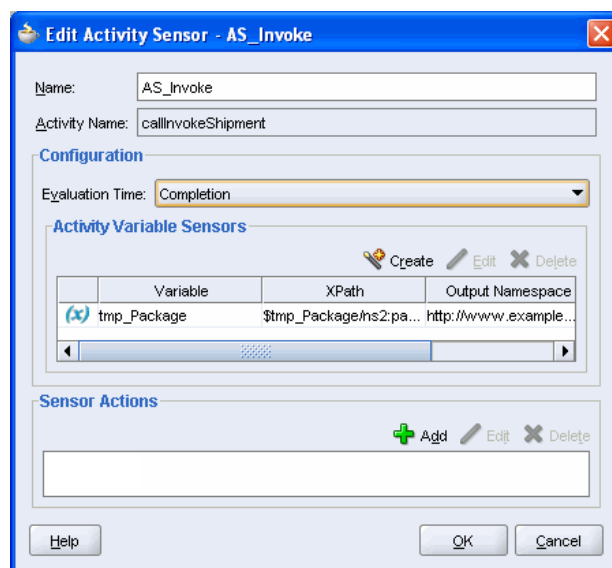 Edit Activity Sensor - AS_Invoke
Name: AS_Invoke
Activity Name: callInvokeShipment
Configuration
Evaluation Time: Completion
Activity Variable Sensors
Create Edit Delete
Variable XPath Output Namespace
(x) tmp_Package $tmp_Package/ns2:pa... http://www.example...
Sensor Actions
Add Edit Delete
Help OK Cancel